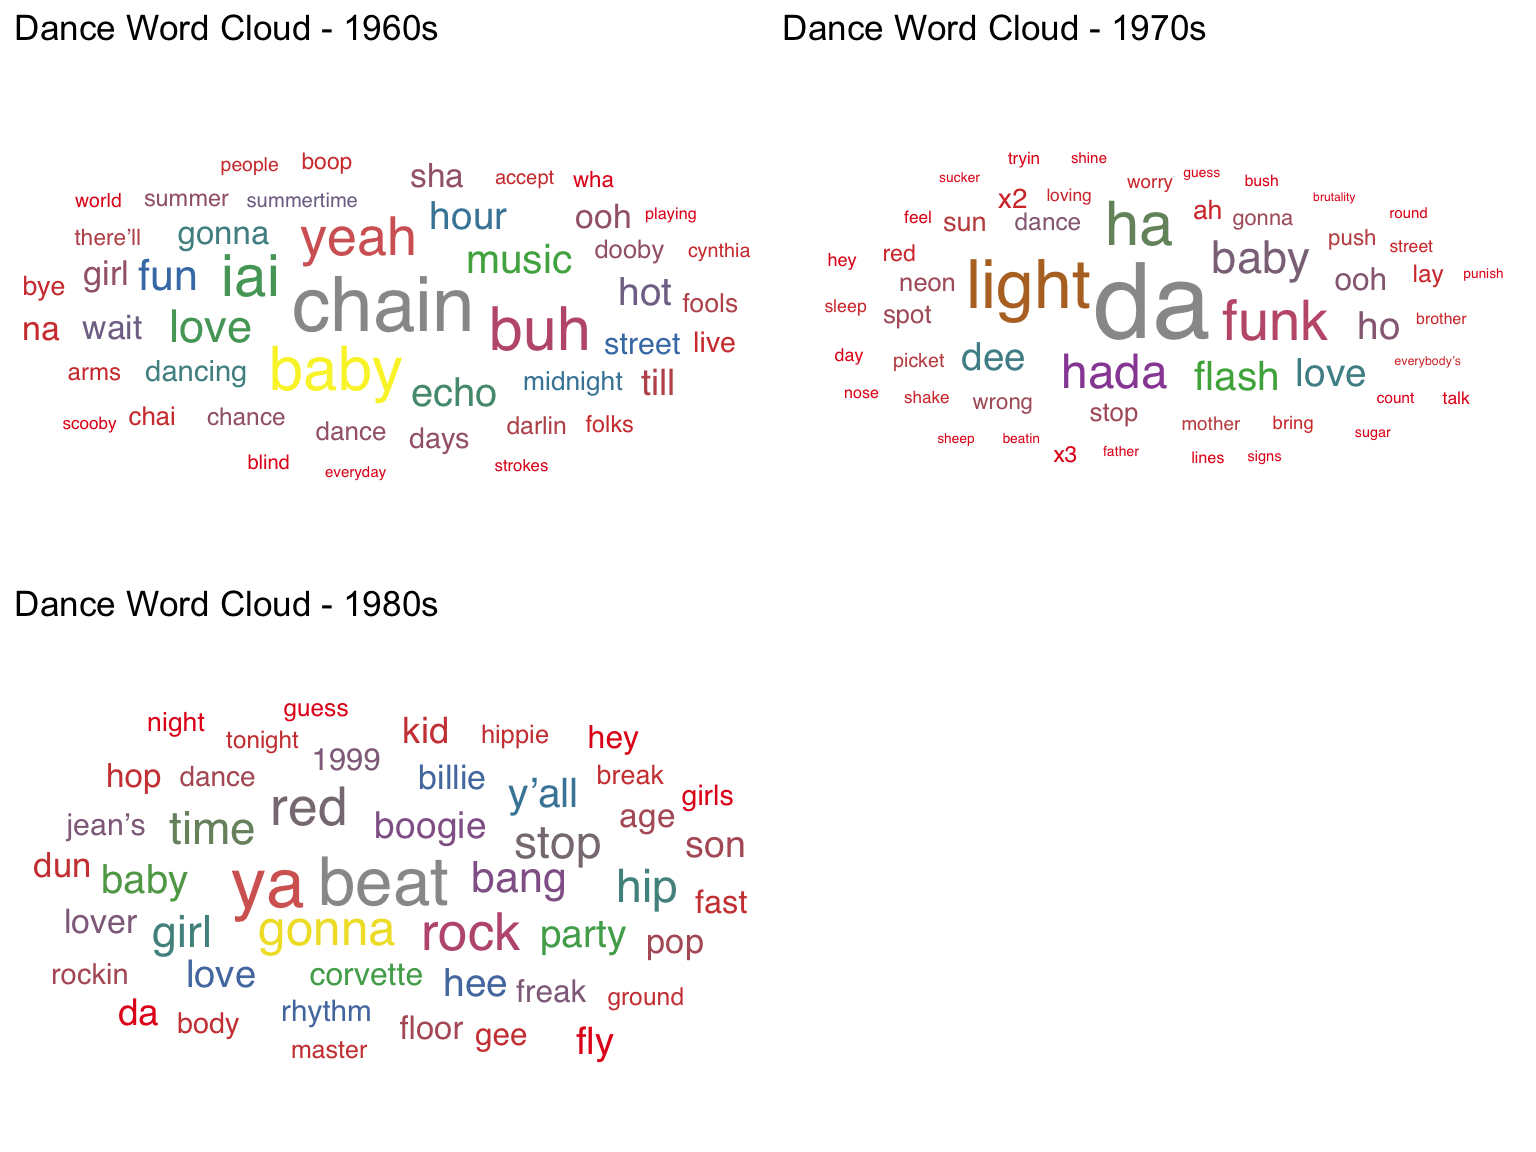 Dance Word Cloud - 1960s
people boop
sha accept wha
world summer summertime
hour ooh playing
there'll gonna yeah
music dooby cynthia
bye girl fun iai
chain hot fools
na wait love
buh street live
arms dancing baby
echo midnight till
scooby chai chance
dance days darlin folks
blind everyday strokes
Dance Word Cloud - 1970s
tryin shine
sucker x2 loving worry guess bush brutality
feel sun dance ha ah gonna round
hey red push street
neon light baby ooh lay punish
sleep spot da funk ho brother
day picket dee hada flash love everybody's
nose shake wrong stop count talk
mother bring
sheep beatin x3 father lines signs sugar
Dance Word Cloud - 1980s
night guess kid hippie hey
tonight 1999
hop dance billie y'all break girls
jean's time red boogie stop age son
dun baby ya beat bang hip fast
lover girl gonna rock party pop
rockin love corvette hee freak ground
da body rhythm floor gee fly
master